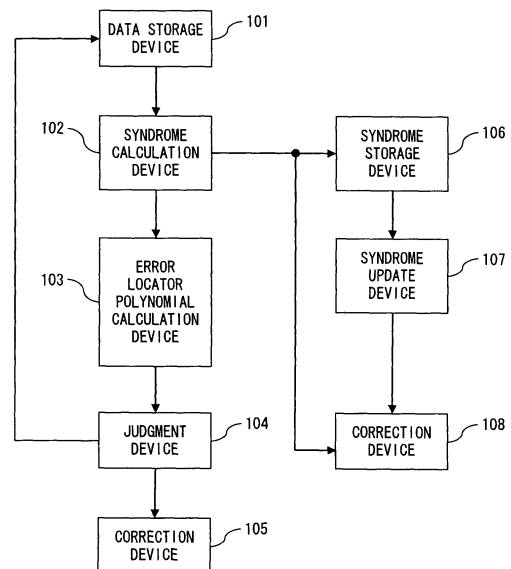 DATA STORAGE
DEVICE
101
102
SYNDROME
CALCULATION
DEVICE
SYNDROME
STORAGE
DEVICE
106
103
ERROR
LOCATOR
POLYNOMIAL
CALCULATION
DEVICE
SYNDROME
UPDATE
DEVICE
107
JUDGMENT
DEVICE
104
CORRECTION
DEVICE
108
CORRECTION
DEVICE
105